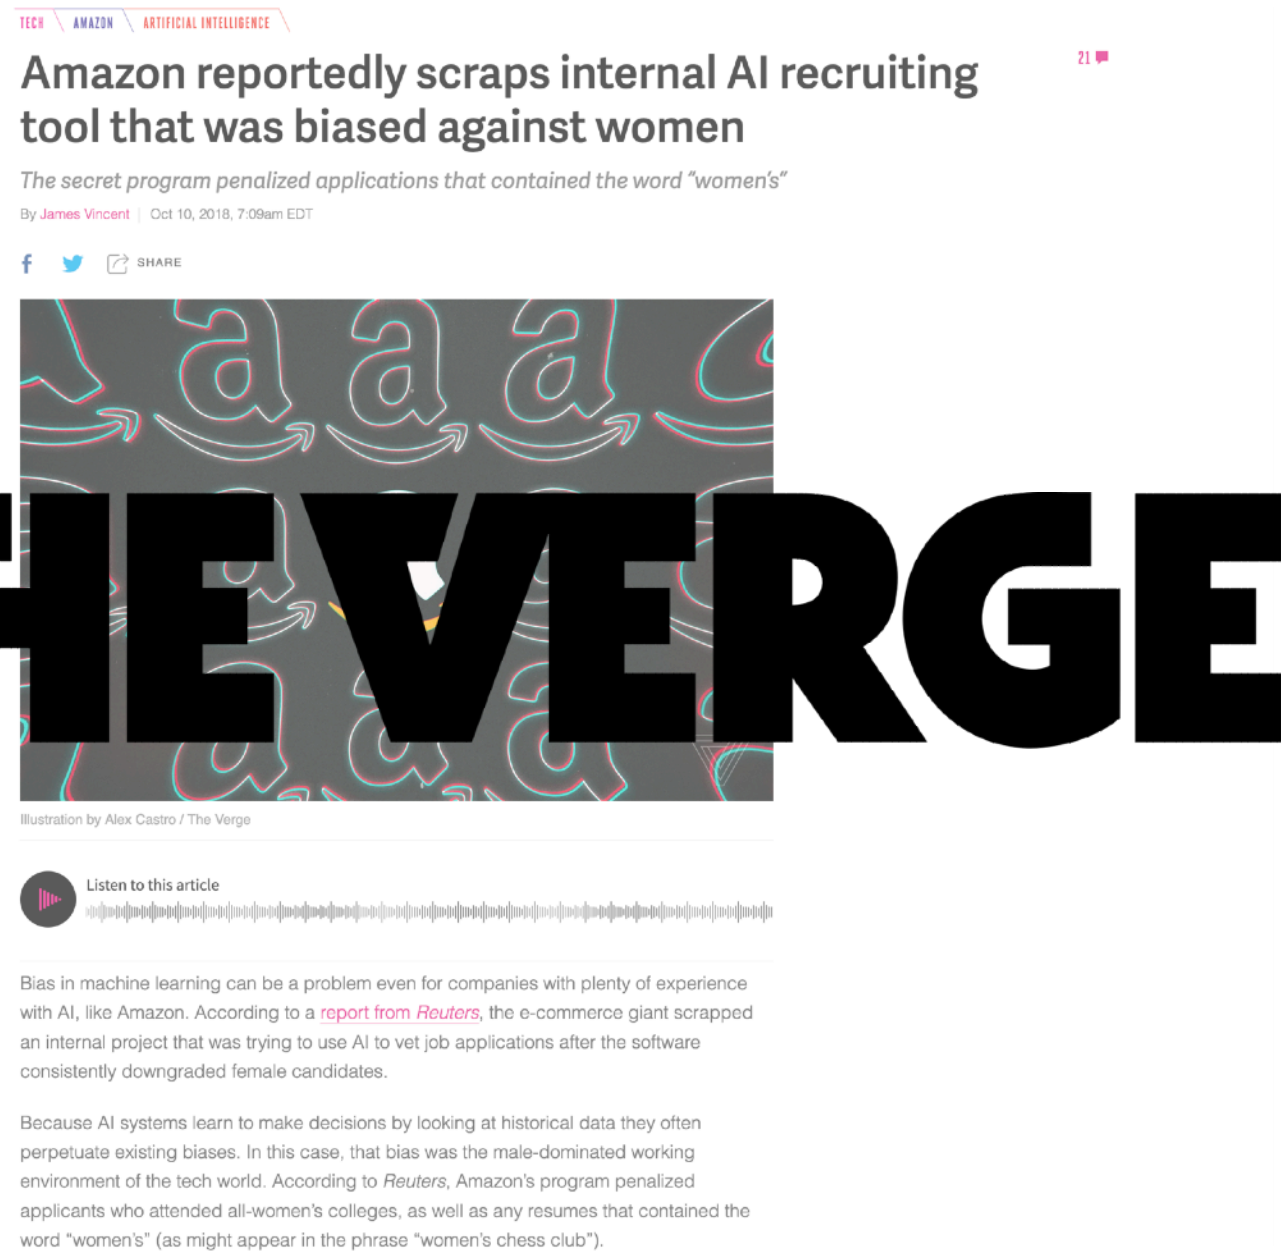 TECH AMAZON ARTIFICIAL INTELLIGENCE
Amazon reportedly scraps internal AI recruiting
tool that was biased against women
21
The secret program penalized applications that contained the word “women’s”
By James Vincent | Oct 10, 2018, 7:09am EDT
SHARE
HE VERGE
Illustration by Alex Castro / The Verge
Listen to this article
Bias in machine learning can be a problem even for companies with plenty of experience
with AI, like Amazon. According to a report from Reuters, the e-commerce giant scrapped
an internal project that was trying to use AI to vet job applications after the software
consistently downgraded female candidates.
Because AI systems learn to make decisions by looking at historical data they often
perpetuate existing biases. In this case, that bias was the male-dominated working
environment of the tech world. According to Reuters, Amazon’s program penalized
applicants who attended all-women’s colleges, as well as any resumes that contained the
word “women’s” (as might appear in the phrase “women’s chess club”).